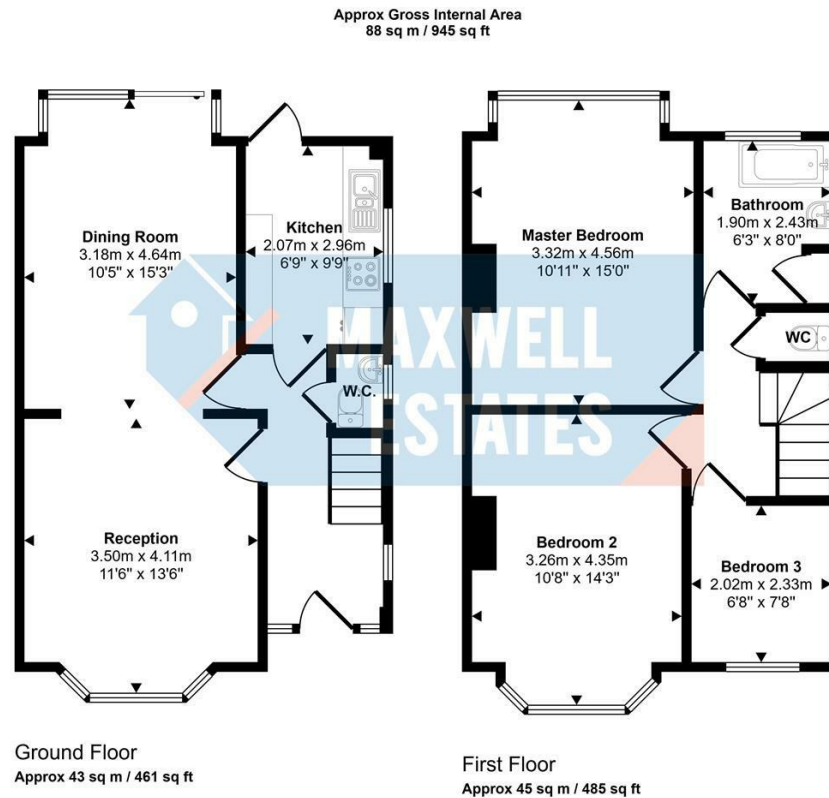 Approx Gross Internal Area
88 sq m / 945 sq ft
Dining Room
3.18m x 4.64m
10'5" x 15'3"
Kitchen
2.07m x 2.96m
6'9" x 9'9"
W.C.
Reception
3.50m x 4.11m
11'6" x 13'6"
Master Bedroom
3.32m x 4.56m
10'11" x 15'0"
Bathroom
1.90m x 2.43m
6'3" x 8'0"
WC
Bedroom 2
3.26m x 4.35m
10'8" x 14'3"
Bedroom 3
2.02m x 2.33m
6'8" x 7'8"
MAXWELL
ESTATES
Ground Floor
Approx 43 sq m / 461 sq ft
First Floor
Approx 45 sq m / 485 sq ft